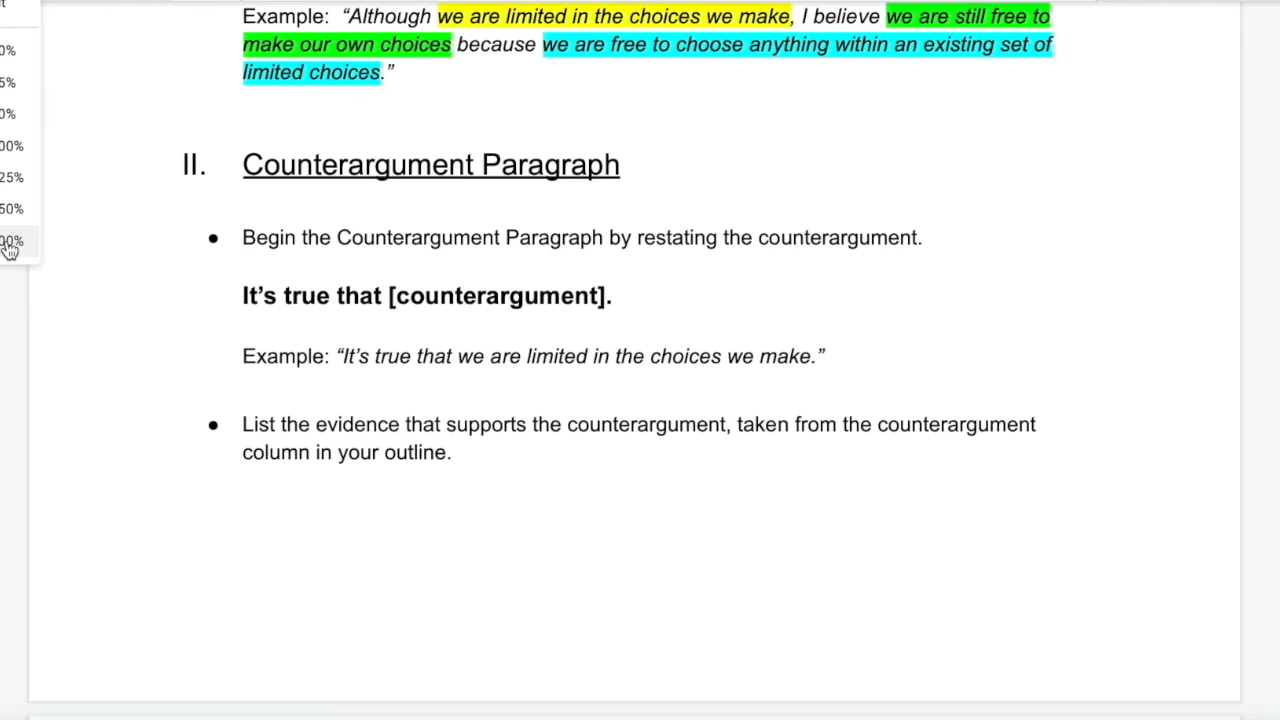 Example: “Although we are limited in the choices we make, I believe we are still free to
make our own choices because we are free to choose anything within an existing set of
limited choices.”
II. Counterargument Paragraph
● Begin the Counterargument Paragraph by restating the counterargument.
It’s true that [counterargument].
Example: “It’s true that we are limited in the choices we make.”
● List the evidence that supports the counterargument, taken from the counterargument
column in your outline.